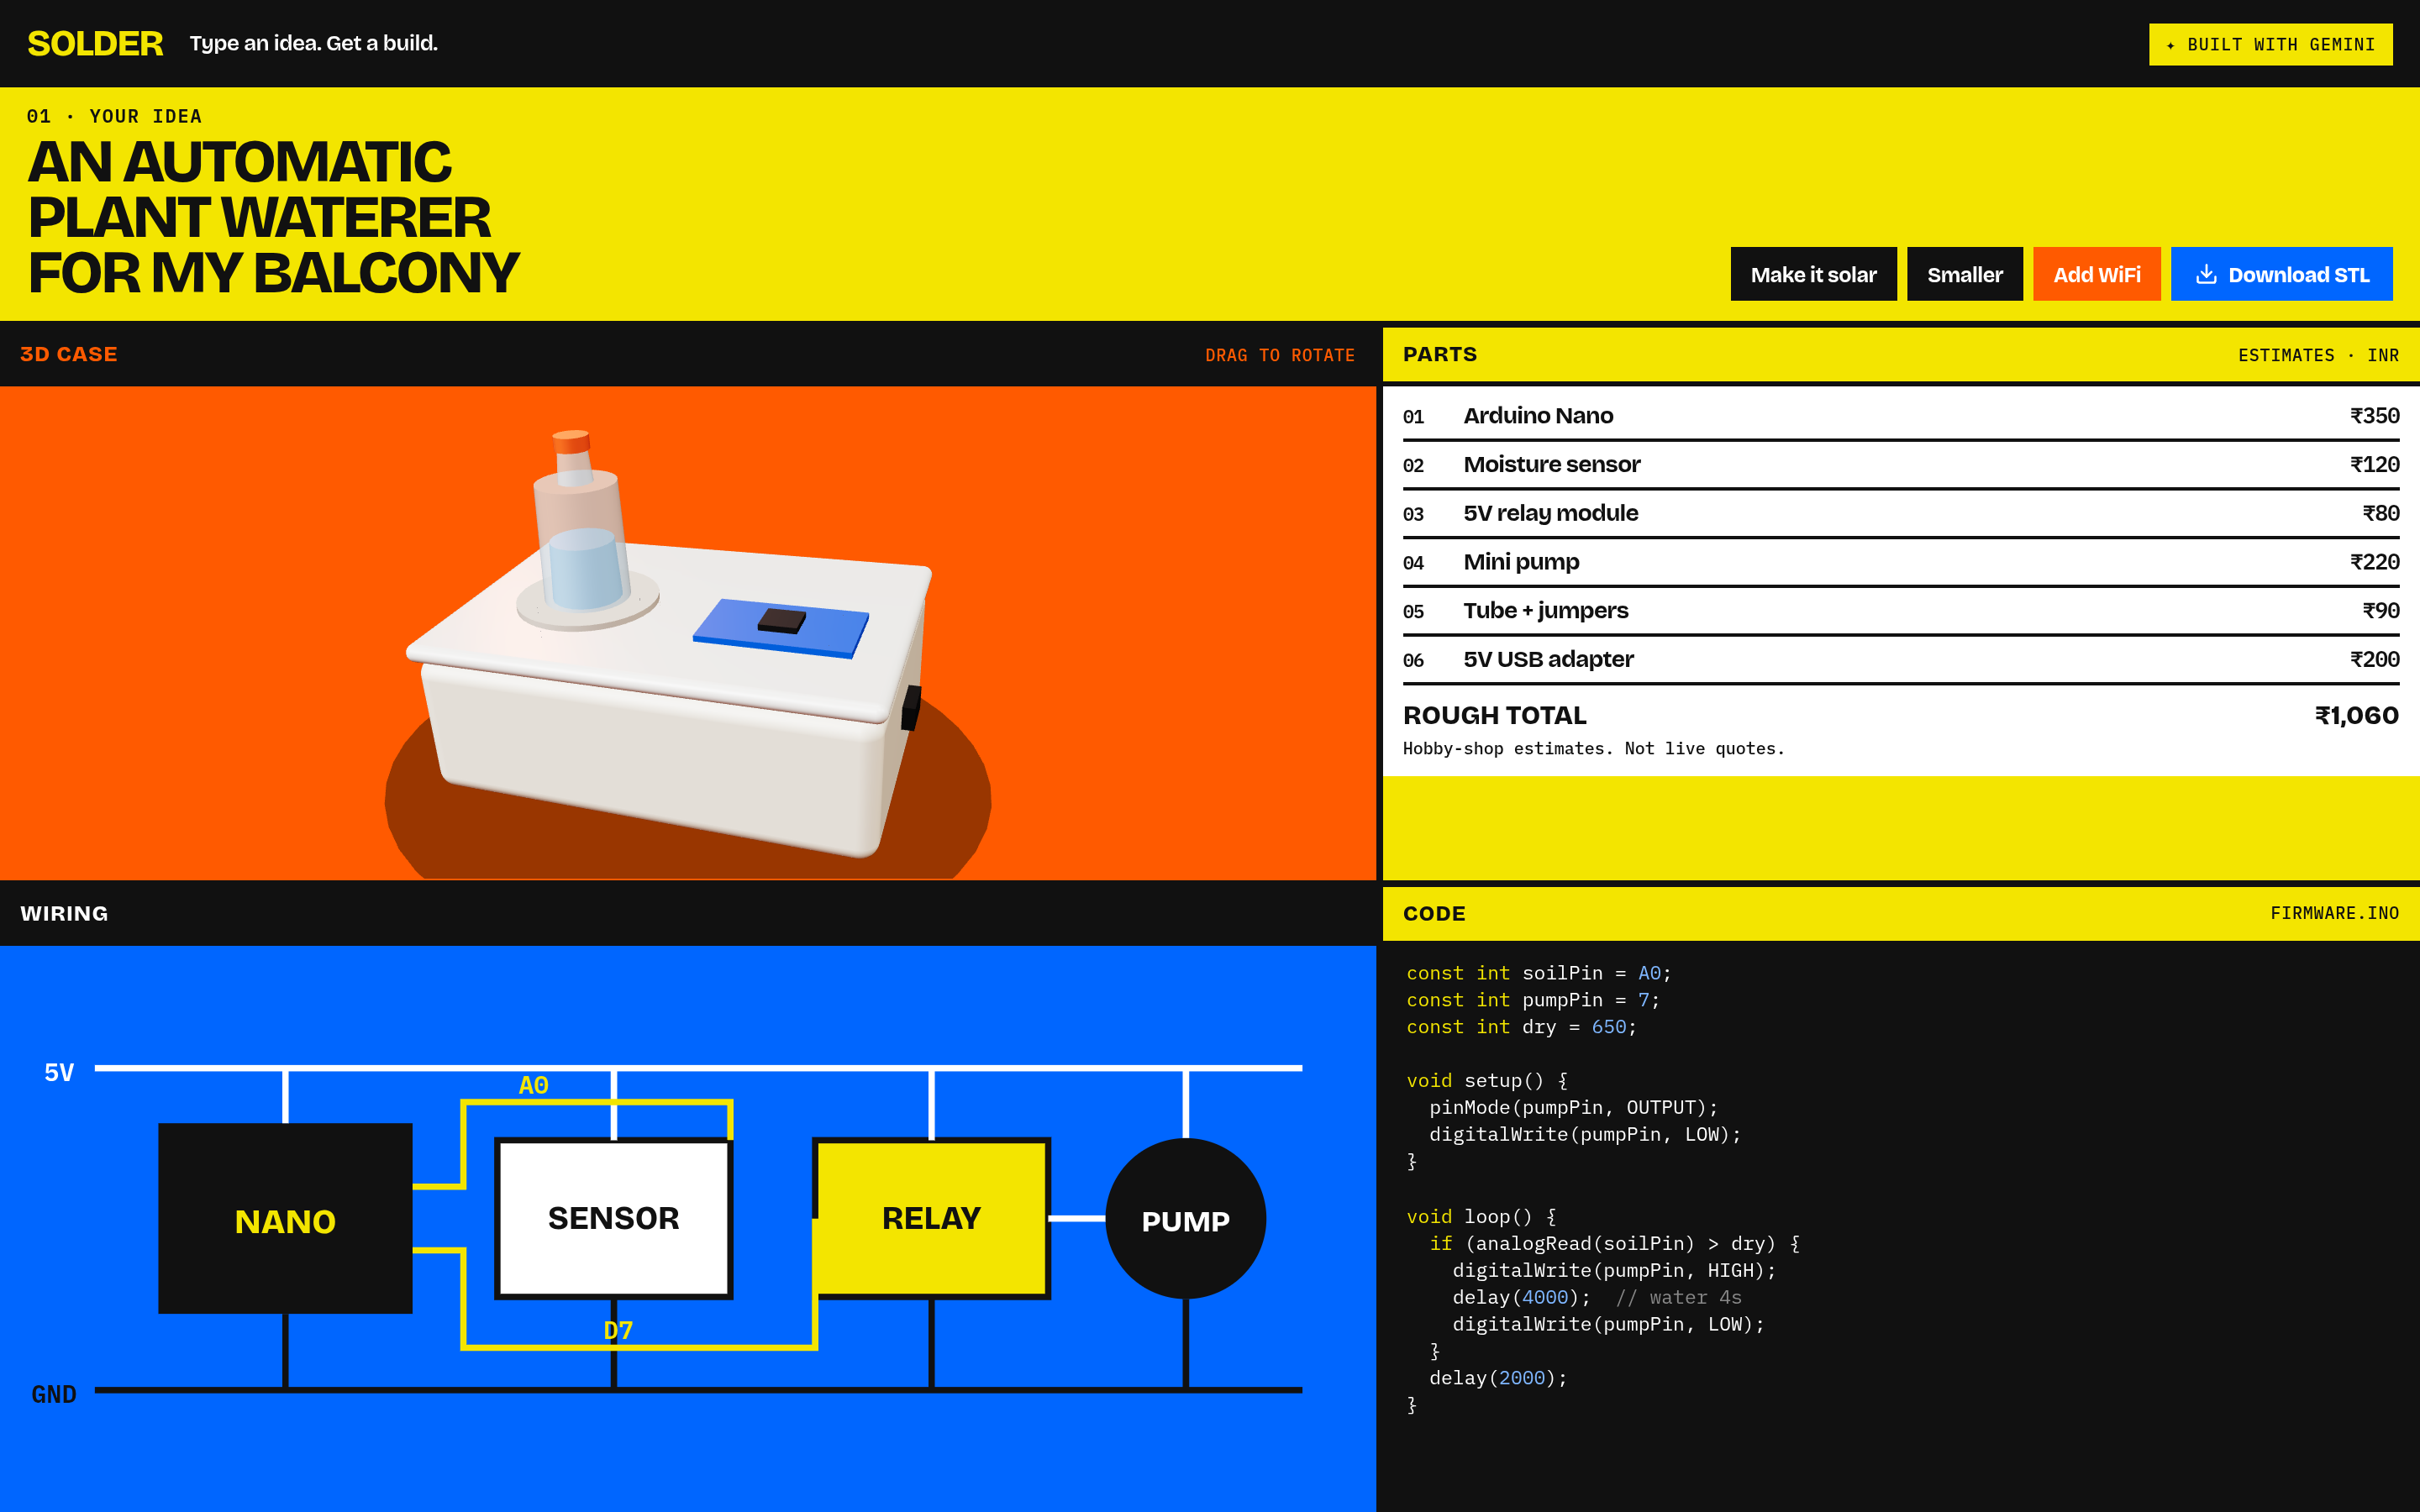 SOLDER
Type an idea. Get a build.
✦ BUILT WITH GEMINI
01 · YOUR IDEA
AN AUTOMATIC
PLANT WATERER
FOR MY BALCONY
Make it solar
Smaller
Add WiFi
Download STL
3D CASE
DRAG TO ROTATE
PARTS
ESTIMATES · INR
01 Arduino Nano ₹350
02 Moisture sensor ₹120
03 5V relay module ₹80
04 Mini pump ₹220
05 Tube + jumpers ₹90
06 5V USB adapter ₹200
ROUGH TOTAL ₹1,060
Hobby-shop estimates. Not live quotes.
WIRING
5V
A0
NANO
SENSOR
RELAY
PUMP
D7
GND
CODE
FIRMWARE.INO
const int soilPin = A0;
const int pumpPin = 7;
const int dry = 650;
void setup() {
  pinMode(pumpPin, OUTPUT);
  digitalWrite(pumpPin, LOW);
}
void loop() {
  if (analogRead(soilPin) > dry) {
    digitalWrite(pumpPin, HIGH);
    delay(4000);  // water 4s
    digitalWrite(pumpPin, LOW);
  }
  delay(2000);
}